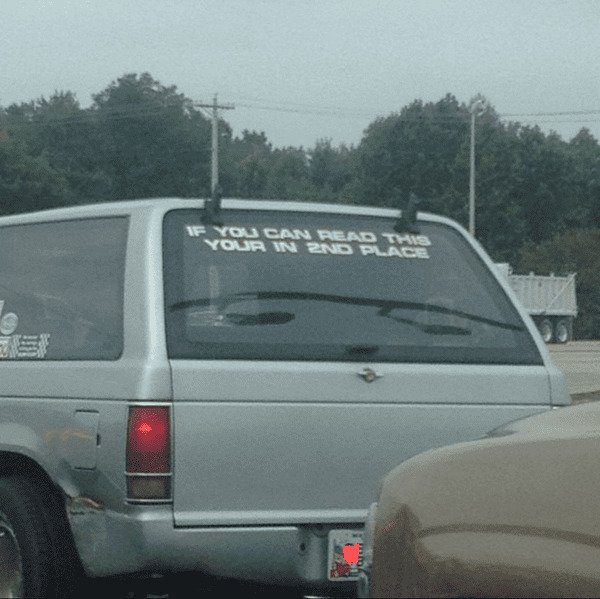 IF YOU CAN READ THIS
YOUR IN 2ND PLACE